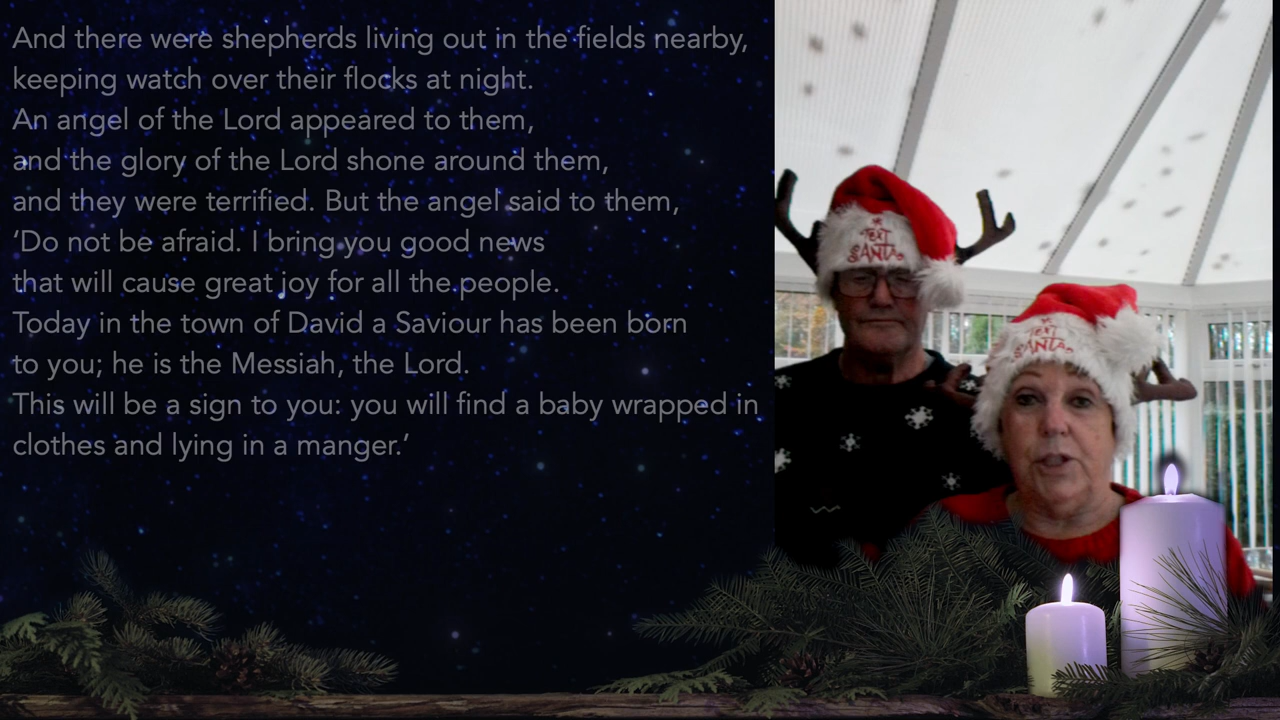 And there were shepherds living out in the fields nearby,
keeping watch over their flocks at night.
An angel of the Lord appeared to them,
and the glory of the Lord shone around them,
and they were terrified. But the angel said to them,
‘Do not be afraid. I bring you good news
that will cause great joy for all the people.
Today in the town of David a Saviour has been born
to you; he is the Messiah, the Lord.
This will be a sign to you: you will find a baby wrapped in
clothes and lying in a manger.’
TEXT
SANTA
TEXT
SANTA